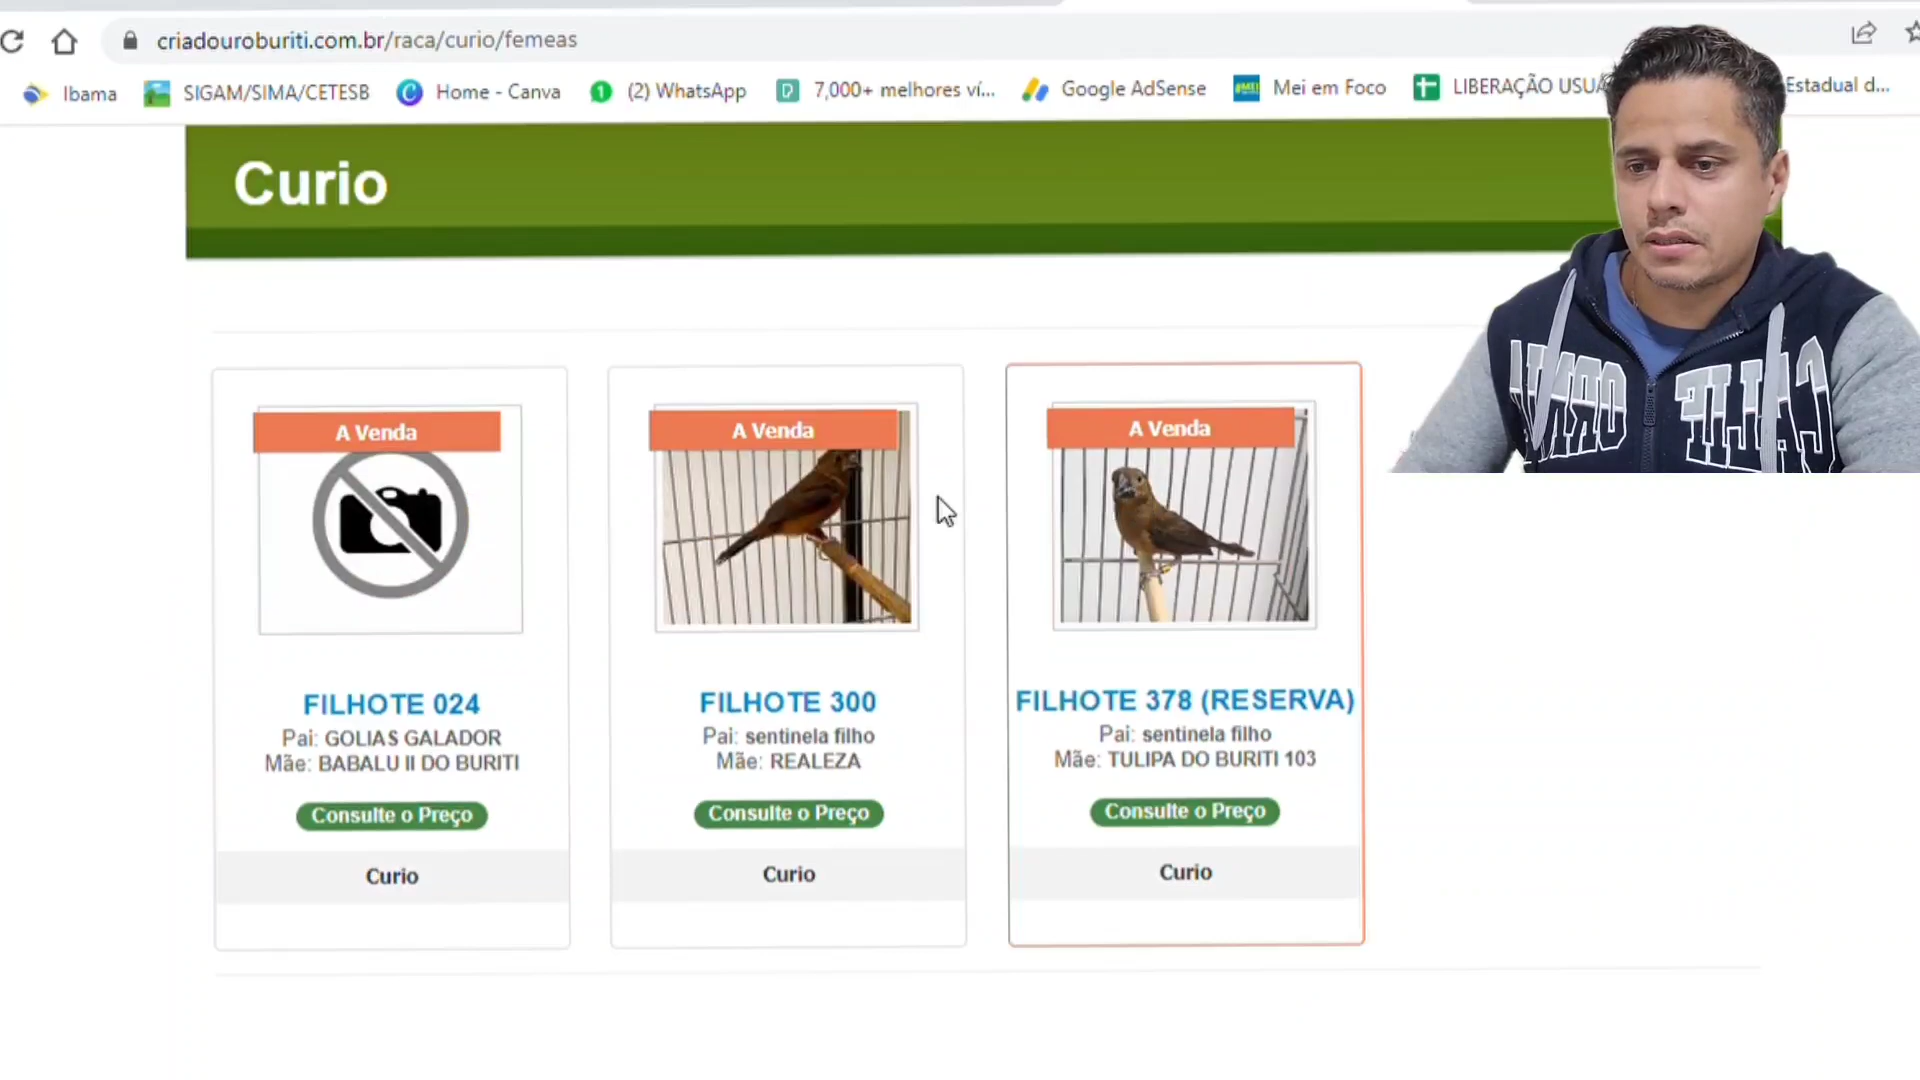 criadouroburiti.com.br/raca/curio/femeas
Ibama
SIGAM/SIMA/CETESB
Home - Canva
(2) WhatsApp
7,000+ melhores ví...
Google AdSense
Mei em Foco
LIBERAÇÃO
Estadual d...
Curio
A Venda
FILHOTE 024
Pai: GOLIAS GALADOR
Mãe: BABALU II DO BURITI
Consulte o Preço
Curio
A Venda
FILHOTE 300
Pai: sentinela filho
Mãe: REALEZA
Consulte o Preço
Curio
A Venda
FILHOTE 378 (RESERVA)
Pai: sentinela filho
Mãe: TULIPA DO BURITI 103
Consulte o Preço
Curio